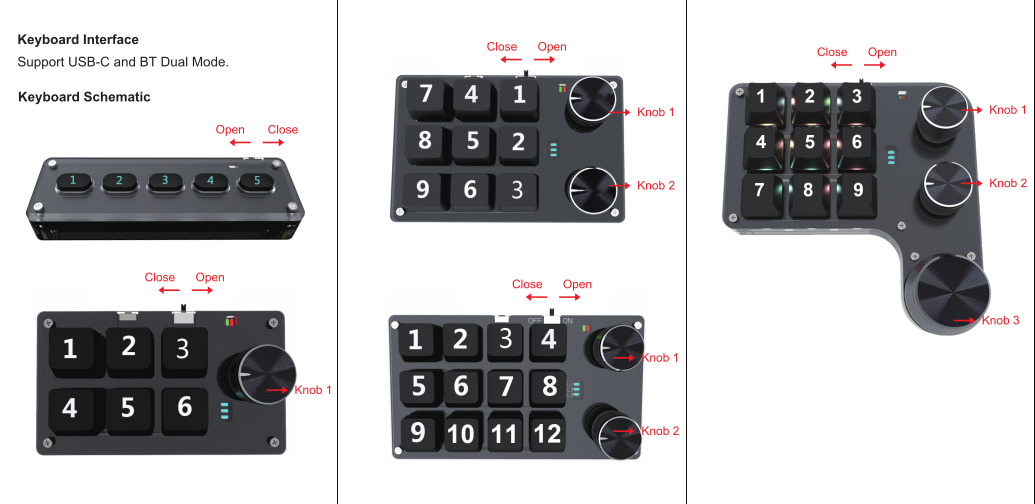 Keyboard Interface
Support USB-C and BT Dual Mode.
Keyboard Schematic
Open Close
1 2 3 4 5
Close Open
1 2 3
Knob 1
4 5 6
Close Open
7 4 1
Knob 1
8 5 2
Knob 2
9 6 3
Close Open
OFF ON
1 2 3 4
Knob 1
5 6 7 8
9 10 11 12
Knob 2
Close Open
1 2 3
Knob 1
4 5 6
Knob 2
7 8 9
Knob 3